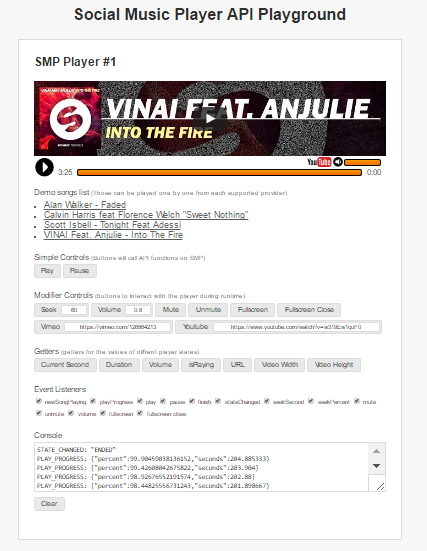 Social Music Player API Playground
SMP Player #1
VINAI FEAT. ANJULIE
INTO THE FIRE
YouTube
3:25 0:00
Demo songs list (Those can be played one by one from each supported provider)
Alan Walker - Faded
Calvin Harris feat Florence Welch "Sweet Nothing"
Scott Isbell - Tonight Feat Adessi
VINAI Feat. Anjulie - Into The Fire
Simple Controls (Buttons will call API functions on SMP)
Play Pause
Modifier Controls (buttons to interact with the player during runtime)
Seek 60 Volume 0.8 Mute Unmute Fullscreen Fullscreen Close
Vimeo https://vimeo.com/126864213 Youtube
Getters (getters for the values of diffrent player states)
Current Second Duration Volume isPlaying URL Video Width Video Height
Event Listeners
newSongPlaying playProgress play pause finish stateChanged seekSecond seekPercent mute
unmute volume fullscreen fullscreen close
Console
STATE_CHANGED: "ENDED"
PLAY_PROGRESS: {"percent":99.90459038136152,"seconds":204.885333}
PLAY_PROGRESS: {"percent":99.42608042675822,"seconds":203.904}
PLAY_PROGRESS: {"percent":98.92676552191574,"seconds":202.88}
PLAY_PROGRESS: {"percent":98.44825556731243,"seconds":201.898667}
Clear